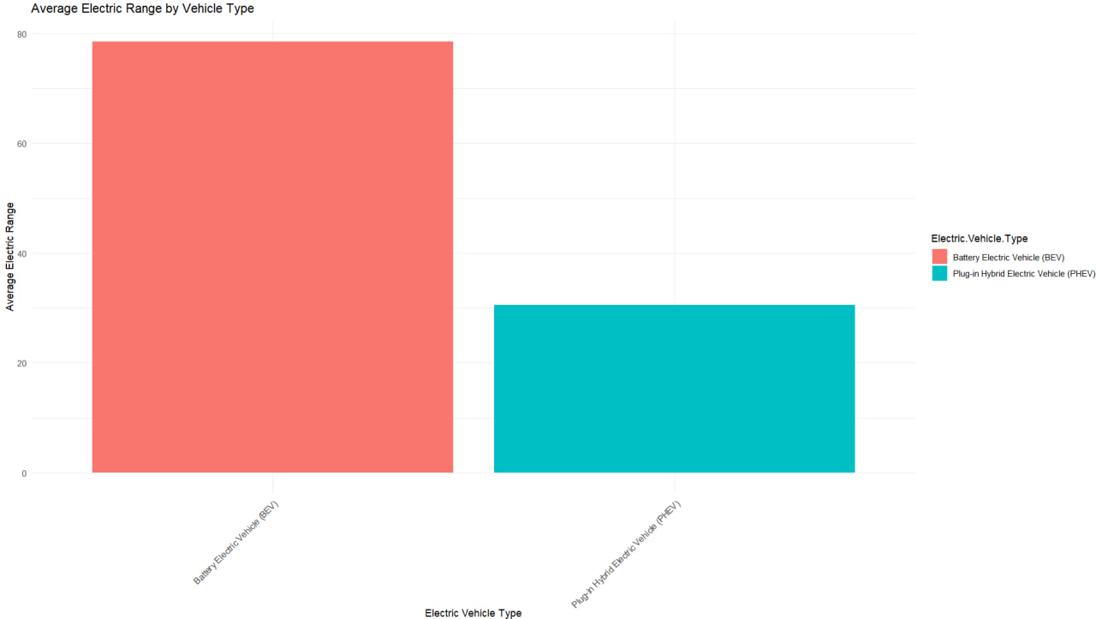 Average Electric Range by Vehicle Type
80
60
40
20
0
Average Electric Range
Battery Electric Vehicle (BEV)
Plug-in Hybrid Electric Vehicle (PHEV)
Electric Vehicle Type
Electric.Vehicle.Type
Battery Electric Vehicle (BEV)
Plug-in Hybrid Electric Vehicle (PHEV)